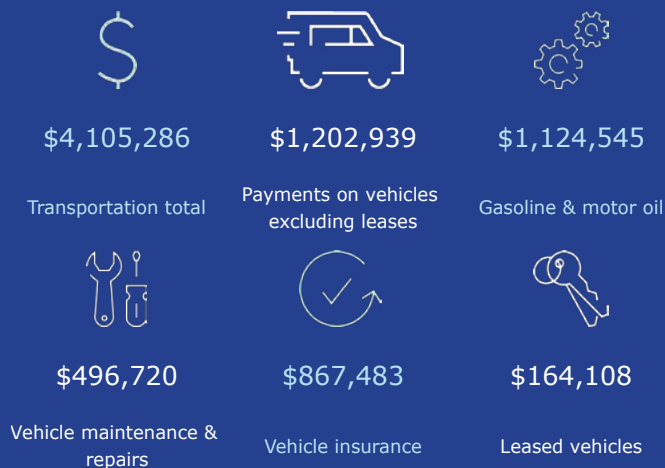 $4,105,286
$1,202,939
$1,124,545
Transportation total
Payments on vehicles
excluding leases
Gasoline & motor oil
$496,720
$867,483
$164,108
Vehicle maintenance &
repairs
Vehicle insurance
Leased vehicles